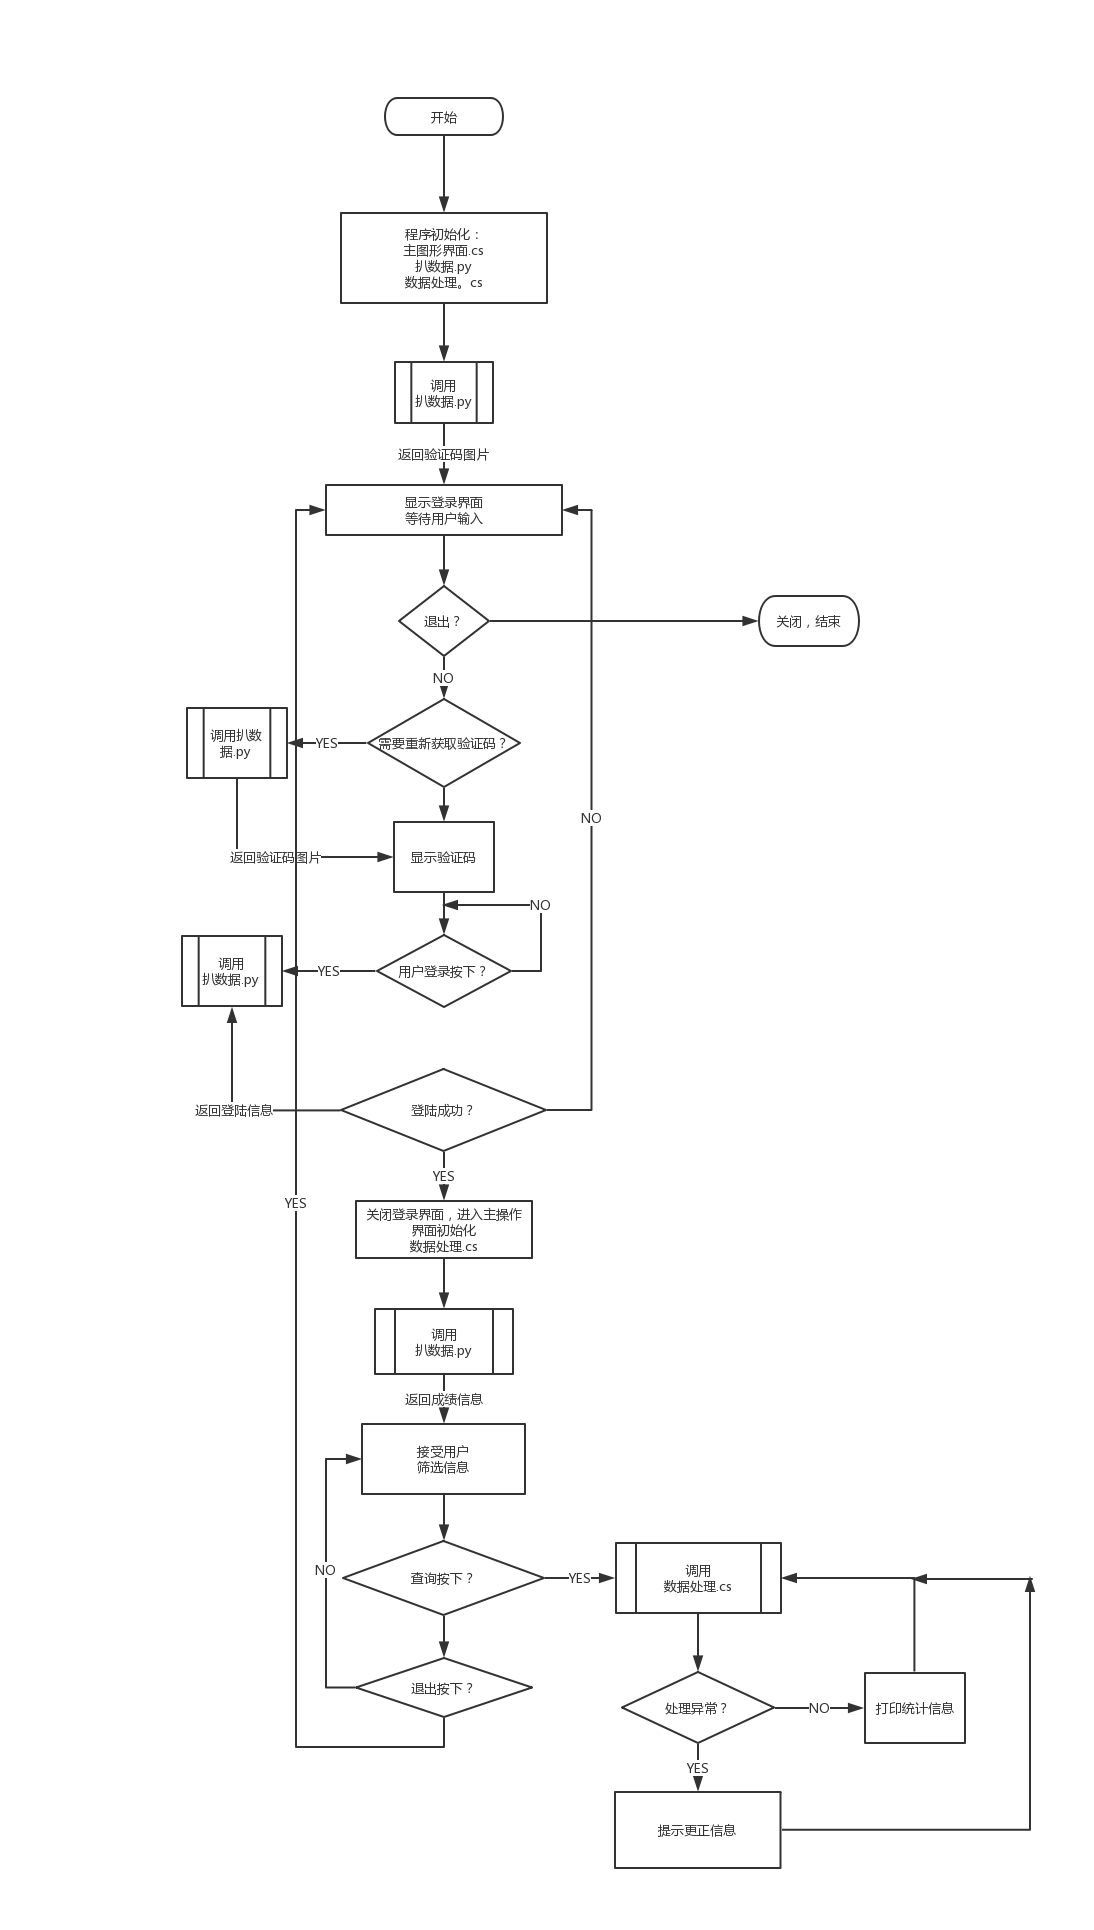 开始
程序初始化：
主图形界面.cs
扒数据.py
数据处理。cs
调用
扒数据.py
返回验证码图片
显示登录界面
等待用户输入
退出？
关闭，结束
NO
需要重新获取验证码？
YES
调用扒数
据.py
NO
返回验证码图片
显示验证码
NO
用户登录按下？
YES
调用
扒数据.py
返回登陆信息
登陆成功？
YES
YES
关闭登录界面，进入主操作
界面初始化
数据处理.cs
调用
扒数据.py
返回成绩信息
接受用户
筛选信息
NO
查询按下？
YES
调用
数据处理.cs
退出按下？
处理异常？
NO
打印统计信息
YES
提示更正信息